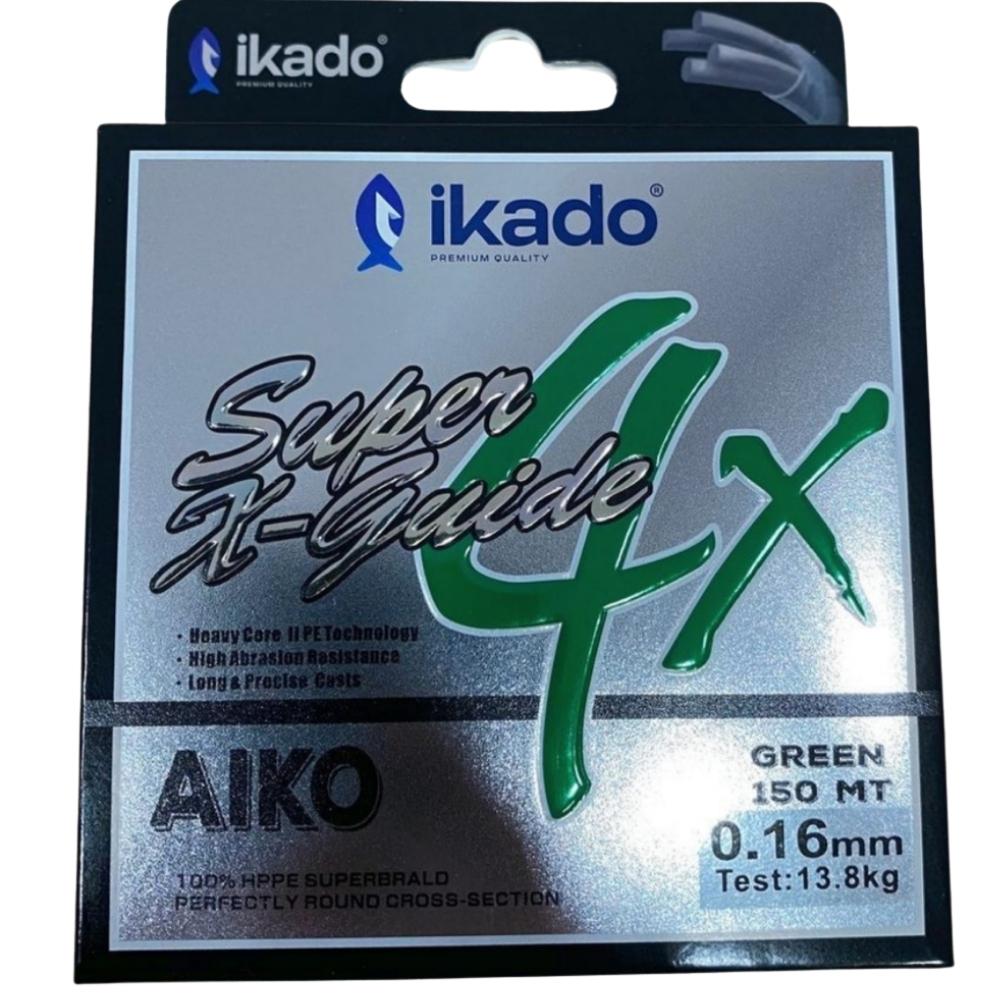 ikado®
PREMIUM QUALITY
ikado®
PREMIUM QUALITY
Super 4x
X-Guide
· Heavy Core II PE Technology
· High Abrasion Resistance
· Long & Precise Casts
AIKO
GREEN
150 MT
0.16mm
Test:13.8kg
100% HPPE SUPERBRALD
PERFECTLY ROUND CROSS-SECTION